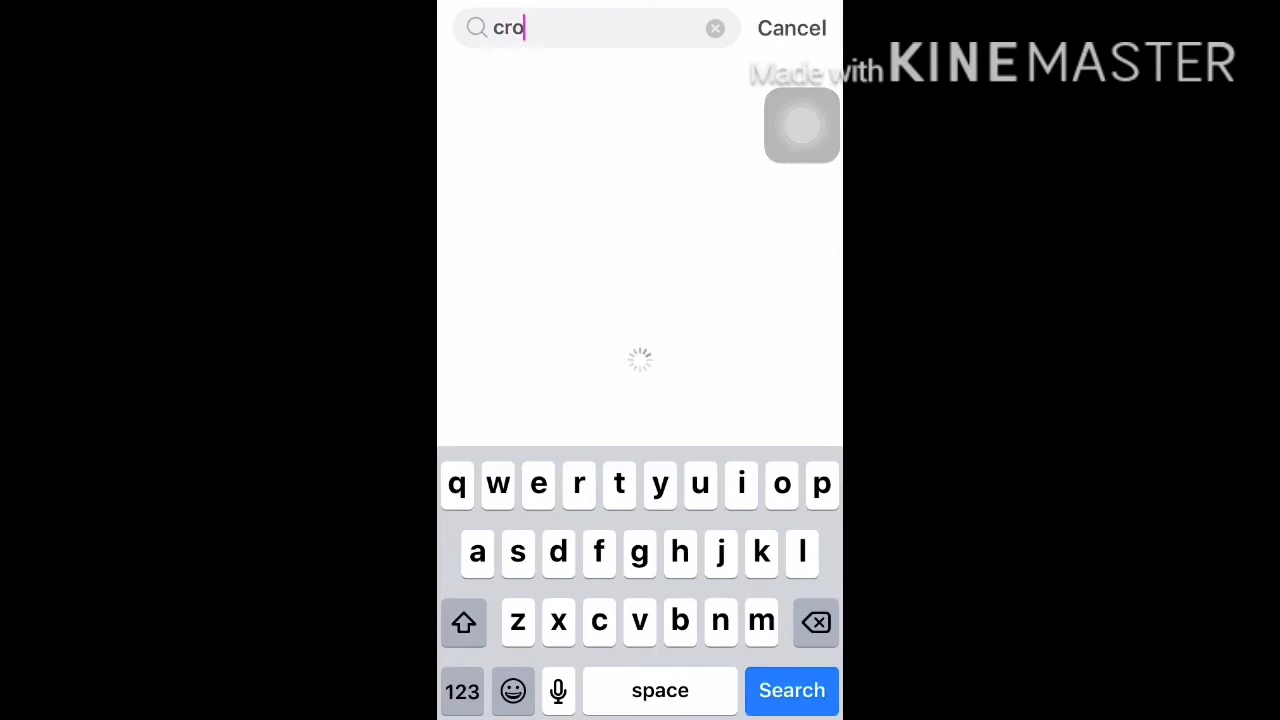 cro
Cancel
Made with KINEMASTER
q w e r t y u i o p
a s d f g h j k l
z x c v b n m
123 space Search